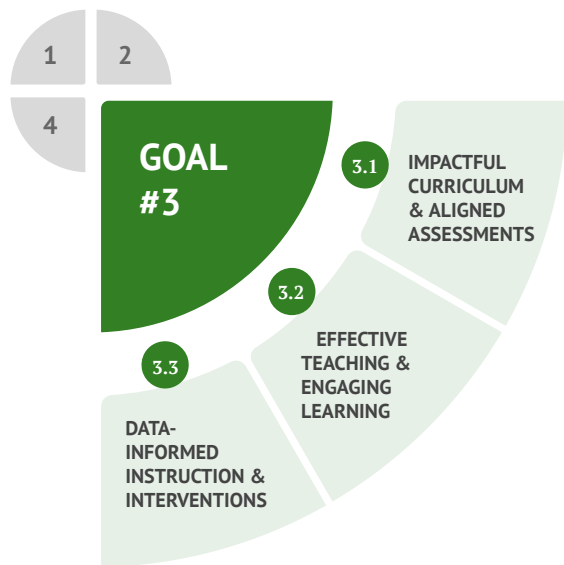 1
2
4
GOAL
#3
3.1
IMPACTFUL
CURRICULUM
& ALIGNED
ASSESSMENTS
3.2
EFFECTIVE
TEACHING &
ENGAGING
LEARNING
3.3
DATA-
INFORMED
INSTRUCTION &
INTERVENTIONS